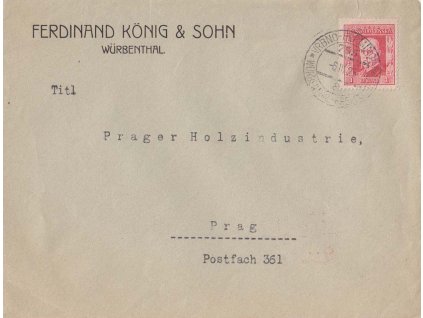 FERDINAND KÖNIG & SOHN
WÜRBENTHAL.
Titl
Prager Holzindustrie,
Prag
Postfach 361